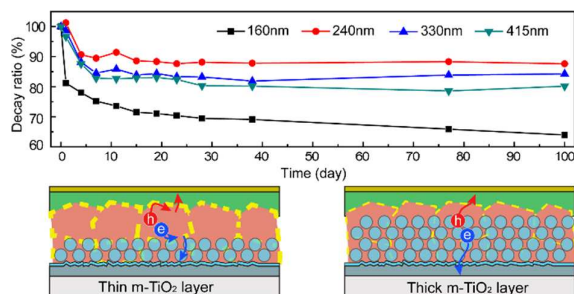 160nm 240nm 330nm 415nm
Decay ratio (%)
100
90
80
70
60
0 10 20 30 40 50 60 70 80 90 100
Time (day)
h
e
h
e
Thin m-TiO₂ layer
Thick m-TiO₂ layer